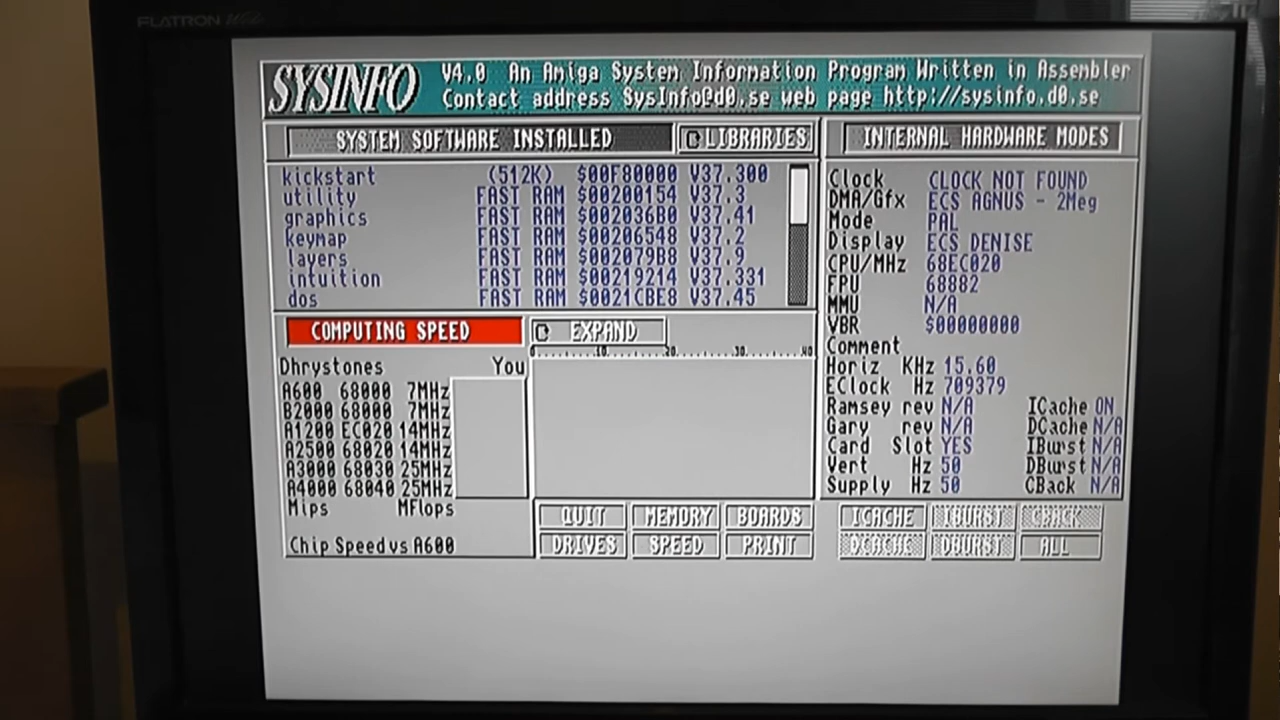 FLATRON Wide
SYSINFO
V4.0 An Amiga System Information Program Written in Assembler
Contact address SysInfo@d0.se web page http://sysinfo.d0.se
SYSTEM SOFTWARE INSTALLED
LIBRARIES
kickstart (512K) $00F80000 V37.300
utility FAST RAM $00200154 V37.3
graphics FAST RAM $002036B0 V37.41
keymap FAST RAM $00206548 V37.2
layers FAST RAM $002079B8 V37.9
intuition FAST RAM $00219214 V37.331
dos FAST RAM $0021CBE8 V37.45
INTERNAL HARDWARE MODES
Clock CLOCK NOT FOUND
DMA/Gfx ECS AGNUS - 2Meg
Mode PAL
Display ECS DENISE
CPU/MHz 68EC020
FPU 68882
MMU N/A
VBR $00000000
Comment
Horiz KHz 15.60
EClock Hz 709379
Ramsey rev N/A ICache ON
Gary rev N/A DCache N/A
Card Slot YES IBurst N/A
Vert Hz 50 DBurst N/A
Supply Hz 50 CBack N/A
COMPUTING SPEED
EXPAND
0 10 20 30 40
Dhrystones You
A600 68000 7MHz
B2000 68000 7MHz
A1200 EC020 14MHz
A2500 68020 14MHz
A3000 68030 25MHz
A4000 68040 25MHz
Mips MFlops
Chip Speed vs A600
QUIT MEMORY BOARDS
DRIVES SPEED PRINT
ICACHE IBURST CBACK
DCACHE DBURST ALL